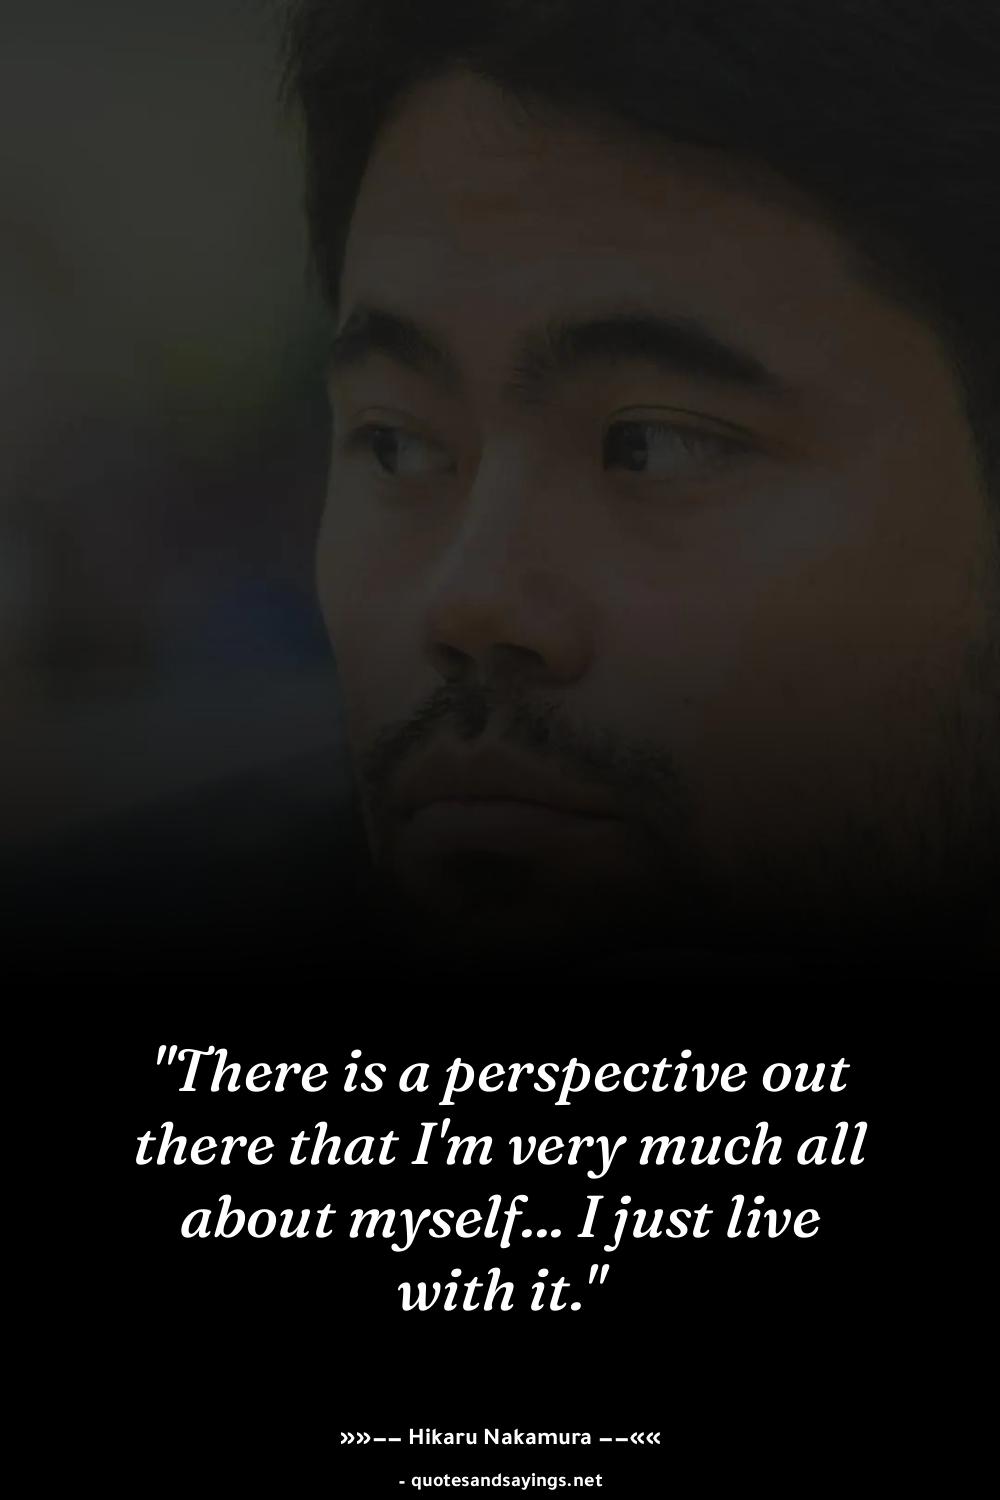 "There is a perspective out
there that I'm very much all
about myself... I just live
with it."
»»−− Hikaru Nakamura −−««
- quotesandsayings.net